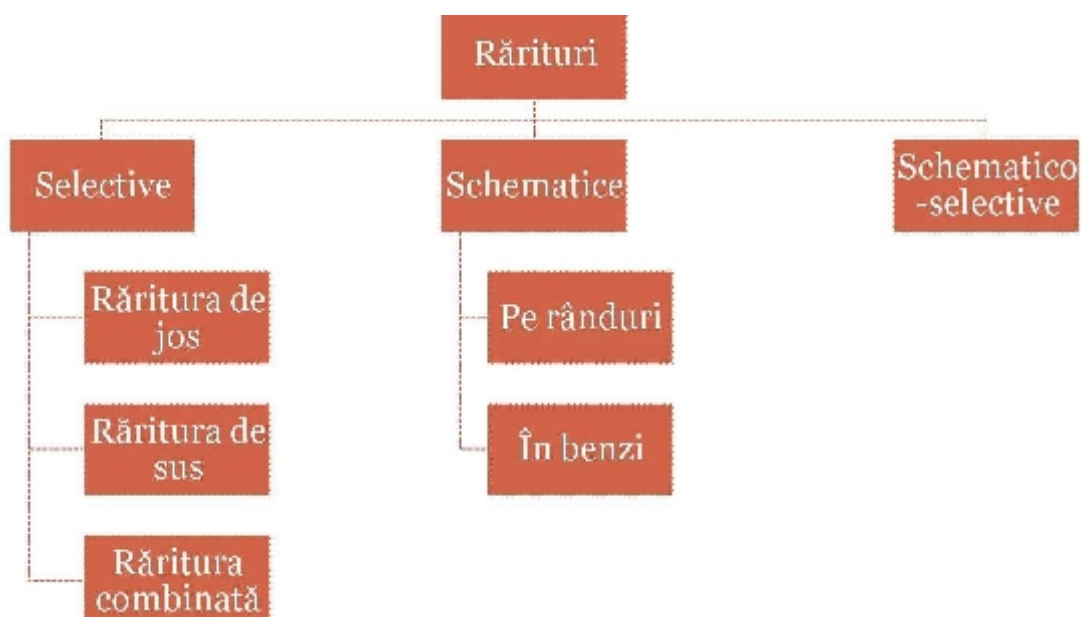 Rărituri
Selective
Schematice
Schematico
-selective
Răritura de
jos
Pe rânduri
Răritura de
sus
În benzi
Răritura
combinată